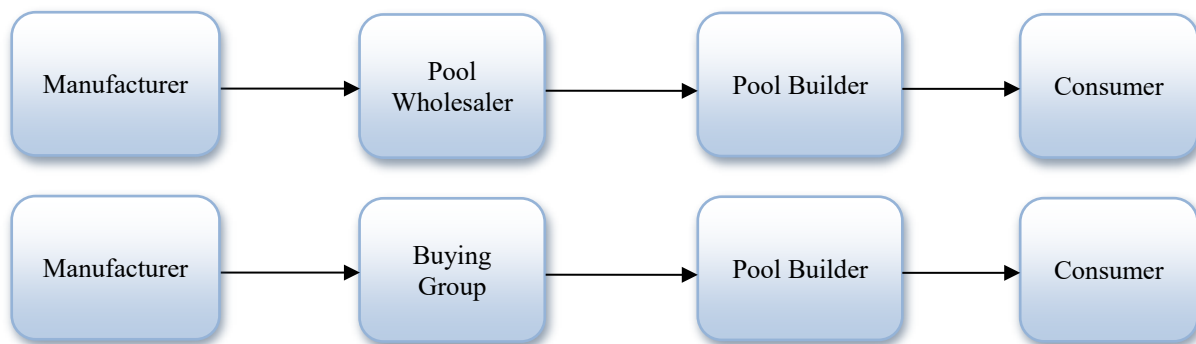 Manufacturer
Pool
Wholesaler
Pool Builder
Consumer
Manufacturer
Buying
Group
Pool Builder
Consumer